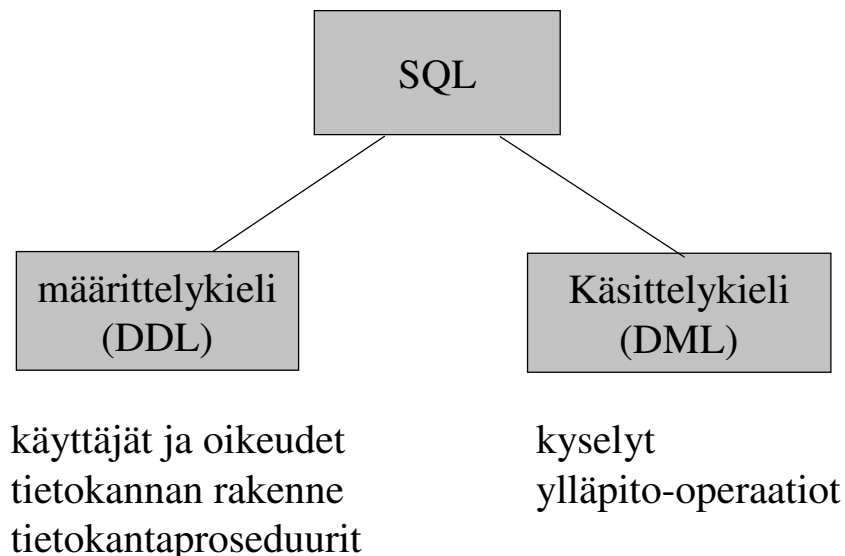 SQL
määrittelykieli
(DDL)
Käsittelykieli
(DML)
käyttäjät ja oikeudet
tietokannan rakenne
tietokantaproseduurit
kyselyt
ylläpito-operaatiot